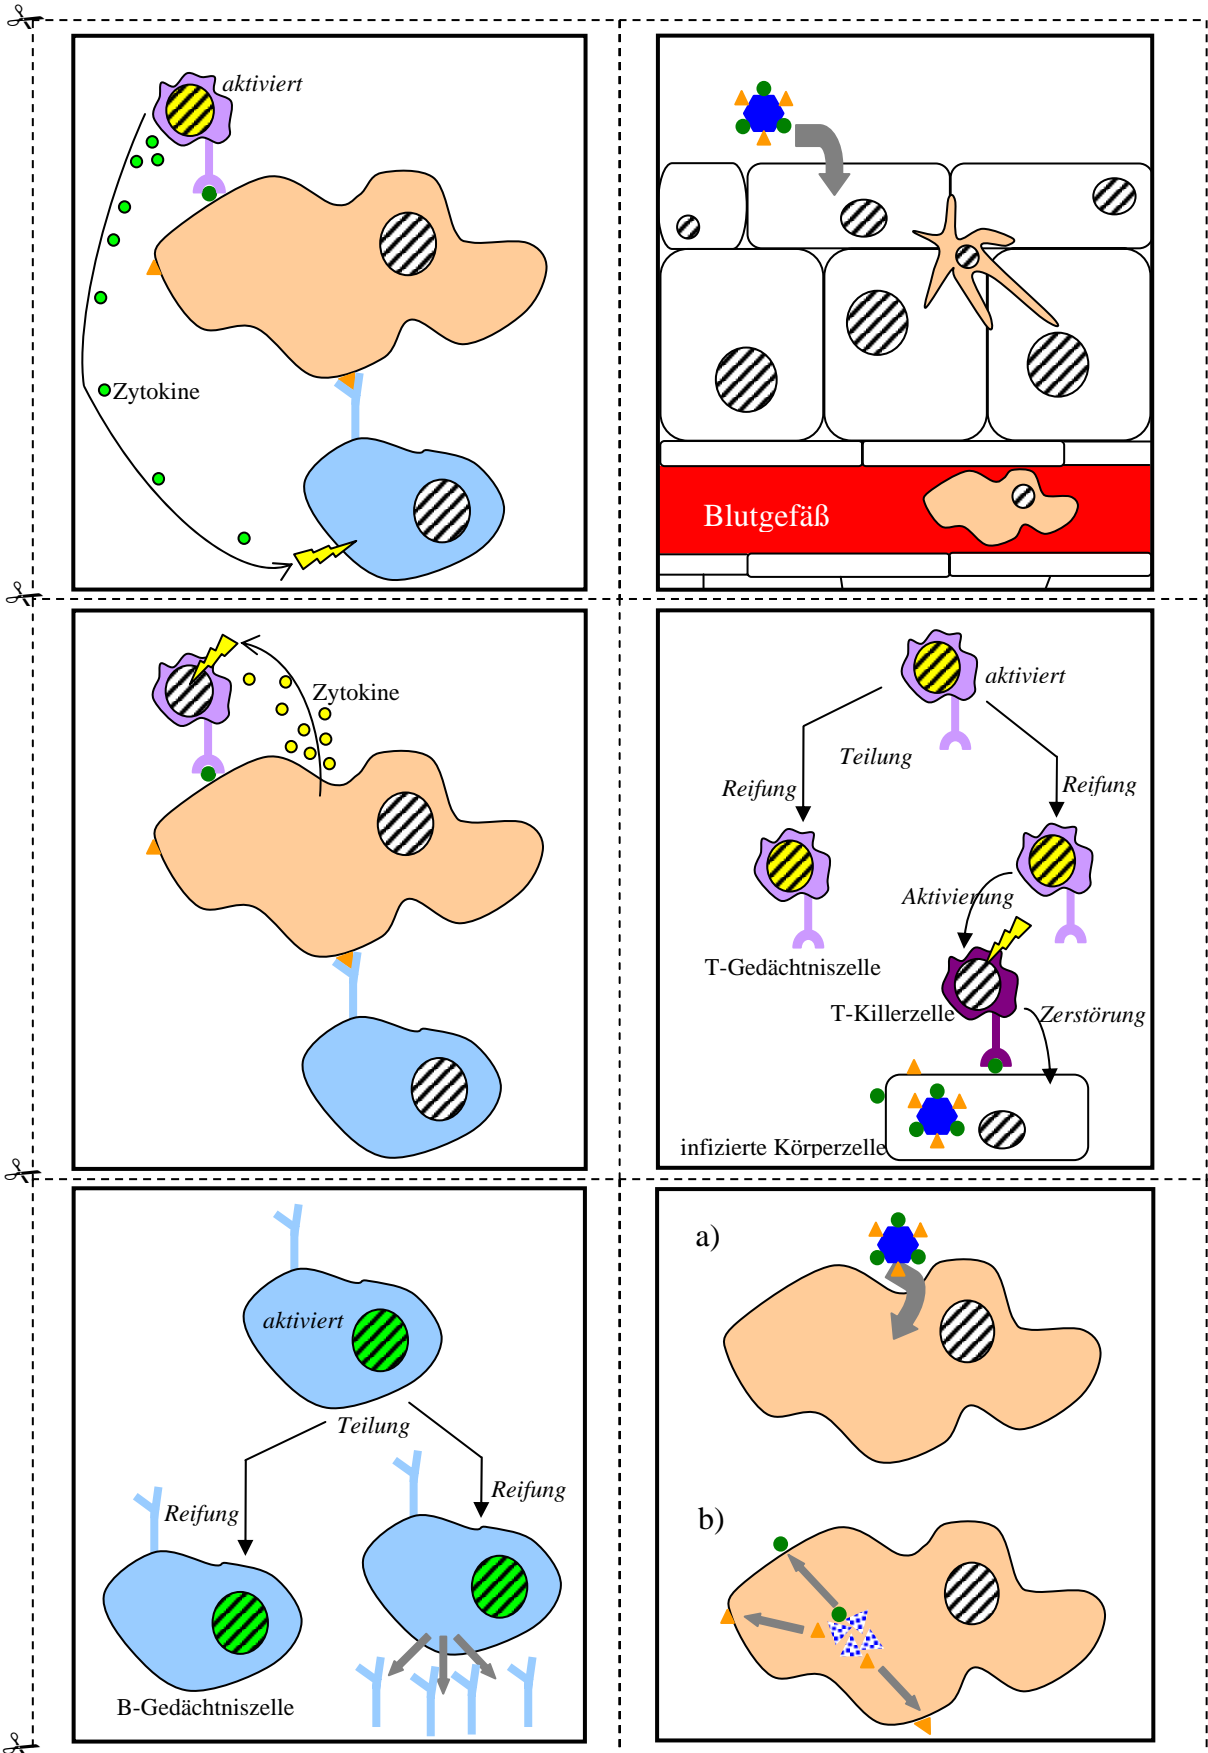 aktiviert
Zytokine
Blutgefäß
Zytokine
aktiviert
Teilung
Reifung
Reifung
Aktivierung
T-Gedächtniszelle
T-Killerzelle
Zerstörung
infizierte Körperzelle
aktiviert
Teilung
Reifung
Reifung
B-Gedächtniszelle
a)
b)